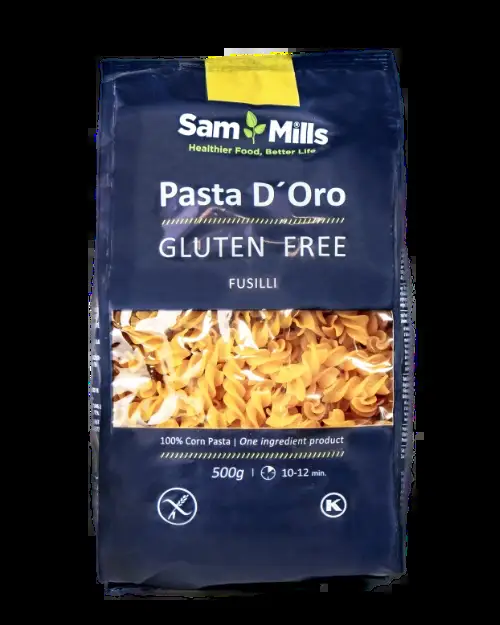 Sam Mills
Healthier Food, Better Life
Pasta D´Oro
GLUTEN FREE
FUSILLI
100% Corn Pasta | One ingredient product
500g | 10-12 min.
K